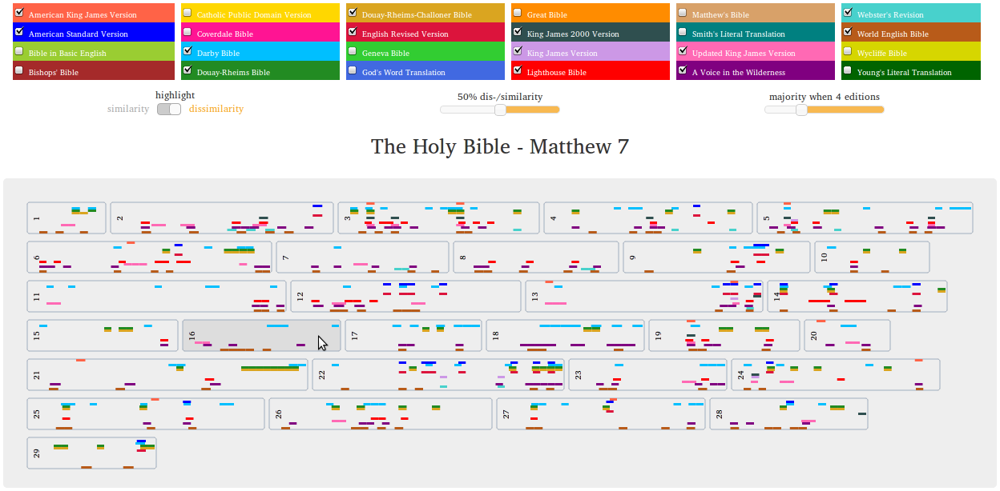 American King James Version Catholic Public Domain Version Douay-Rheims-Challoner Bible Great Bible Matthew's Bible Webster's Revision
American Standard Version Coverdale Bible English Revised Version King James 2000 Version Smith's Literal Translation World English Bible
Bible in Basic English Darby Bible Geneva Bible King James Version Updated King James Version Wycliffe Bible
Bishops' Bible Douay-Rheims Bible God's Word Translation Lighthouse Bible A Voice in the Wilderness Young's Literal Translation
highlight 50% dis-/similarity majority when 4 editions
similarity dissimilarity
The Holy Bible - Matthew 7
1 2 3 4 5
6 7 8 9 10
11 12 13 14
15 16 17 18 19 20
21 22 23 24
25 26 27 28
29